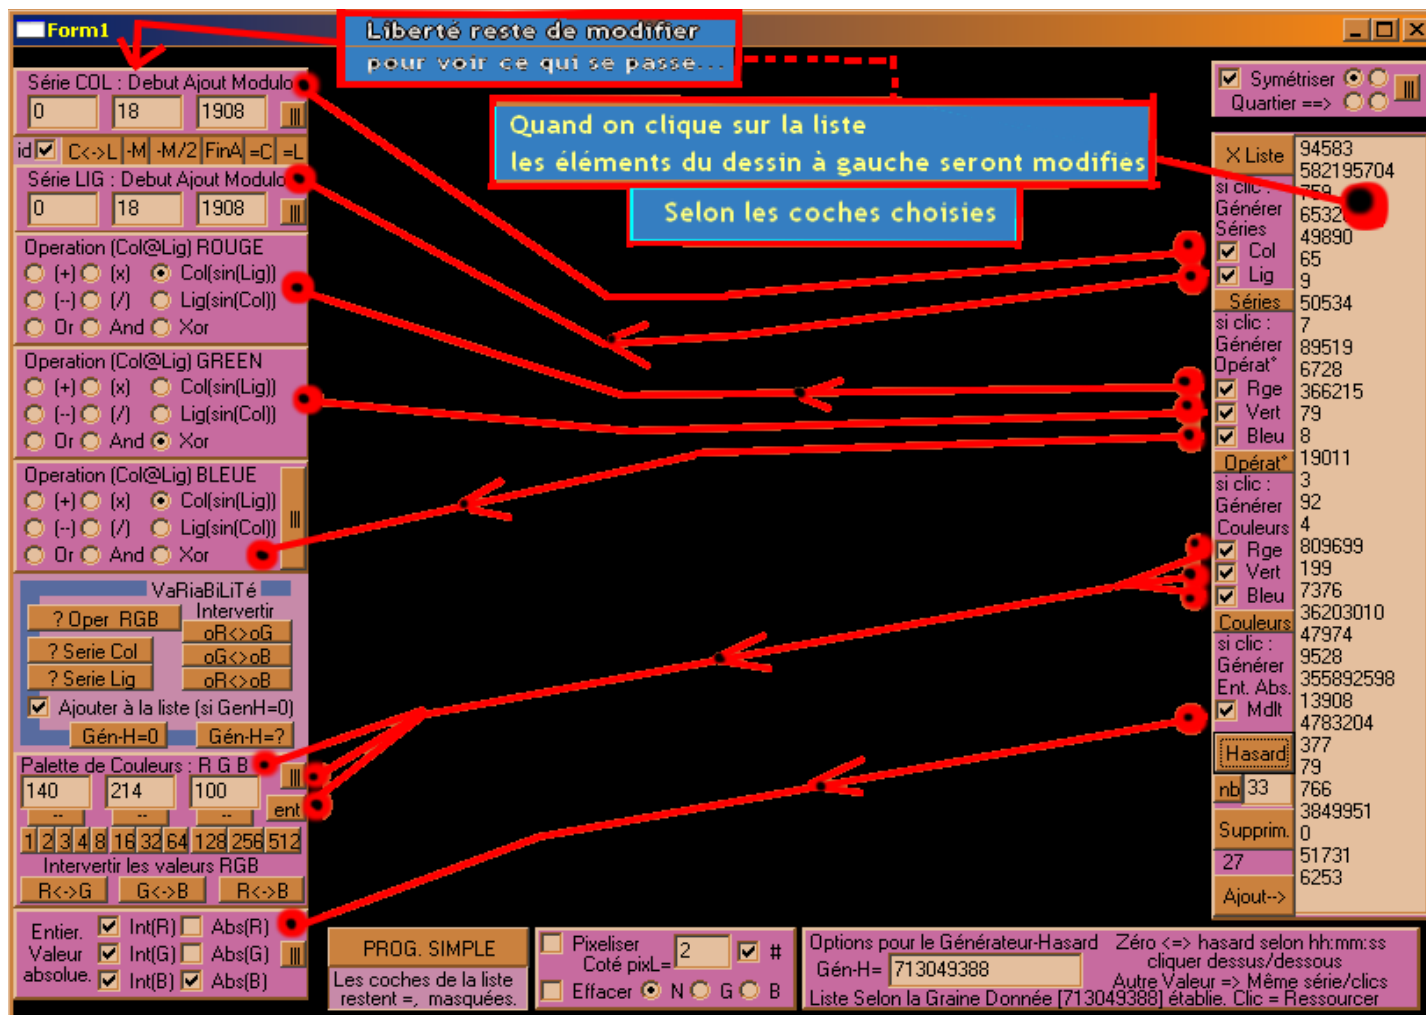 Form1
Liberté reste de modifier
pour voir ce qui se passe...
Série COL : Debut Ajout Modulo
0 18 1908 |||
id C<->L -M -M/2 FinA =C =L
Série LIG : Debut Ajout Modulo
0 18 1908 |||
Operation (Col@Lig) ROUGE
(+) (x) Col(sin(Lig))
(--) (/) Lig(sin(Col))
Or And Xor
Operation (Col@Lig) GREEN
(+) (x) Col(sin(Lig))
(--) (/) Lig(sin(Col))
Or And Xor
Operation (Col@Lig) BLEUE
(+) (x) Col(sin(Lig))
(--) (/) Lig(sin(Col)) |||
Or And Xor
VaRiaBiLiTé
? Oper RGB
Intervertir
oR<>oG
? Serie Col
oG<>oB
? Serie Lig
oR<>oB
Ajouter à la liste (si GenH=0)
Gén-H=0 Gén-H=?
Palette de Couleurs : R G B |||
140 214 100
-- -- -- ent
1 2 3 4 8 16 32 64 128 256 512
Intervertir les valeurs RGB
R<->G G<->B R<->B
Entier. Int(R) Abs(R)
Valeur Int(G) Abs(G) |||
absolue. Int(B) Abs(B)
Quand on clique sur la liste
les éléments du dessin à gauche seront modifies
Selon les coches choisies
PROG. SIMPLE
Les coches de la liste
restent =, masquées.
Pixeliser
Coté pixL= 2 #
Effacer N G B
Options pour le Générateur-Hasard
Gén-H= 713049388
Zéro <=> hasard selon hh:mm:ss
cliquer dessus/dessous
Autre Valeur => Même série/clics
Liste Selon la Graine Donnée [713049388] établie. Clic = Ressourcer
Symétriser |||
Quartier ==>
X Liste
si clic :
Générer
Séries
Col
Lig
Séries
si clic :
Générer
Opérat°
Rge
Vert
Bleu
Opérat°
si clic :
Générer
Couleurs
Rge
Vert
Bleu
Couleurs
si clic :
Générer
Ent. Abs.
Mdlt
Hasard
nb 33
Supprim.
27
Ajout-->
94583
582195704
759
49890
65
9
50534
7
89519
6728
366215
79
8
19011
3
92
4
809699
199
7376
36203010
47974
9528
355892598
13908
4783204
377
79
766
3849951
0
51731
6253